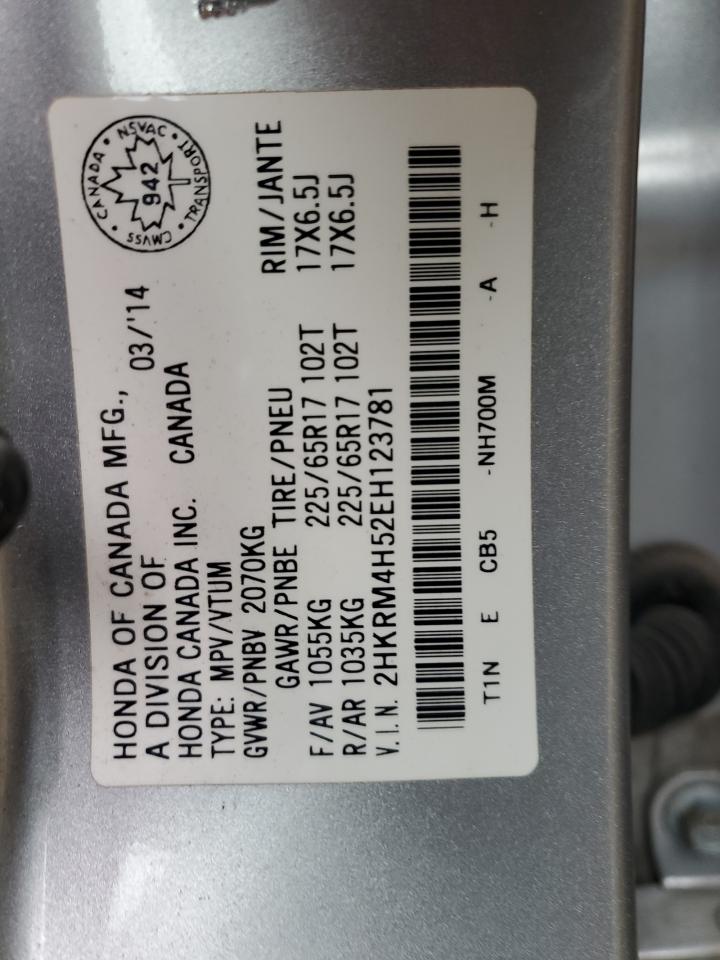 HONDA OF CANADA MFG., 03/'14
A DIVISION OF
HONDA CANADA INC. CANADA
TYPE: MPV/VTUM
GVWR/PNBV 2070KG
GAWR/PNBE TIRE/PNEU RIM/JANTE
F/AV 1055KG 225/65R17 102T 17X6.5J
R/AR 1035KG 225/65R17 102T 17X6.5J
V.I.N. 2HKRM4H52EH123781
T1N E CB5 -NH700M -A -H
CANADA • NSVAC • TRANSPORT • CMVSS •
942